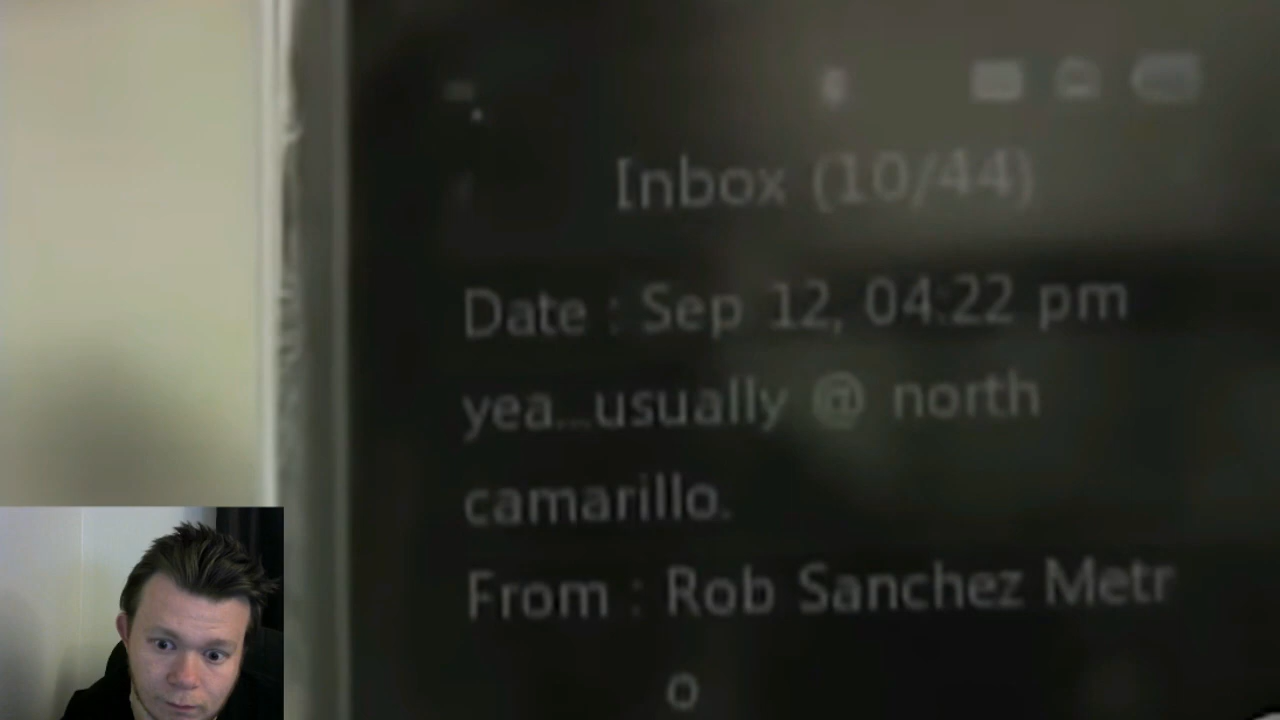 Inbox (10/44)
Date : Sep 12, 04:22 pm
yea...usually @ north
camarillo.
From : Rob Sanchez Metr
o